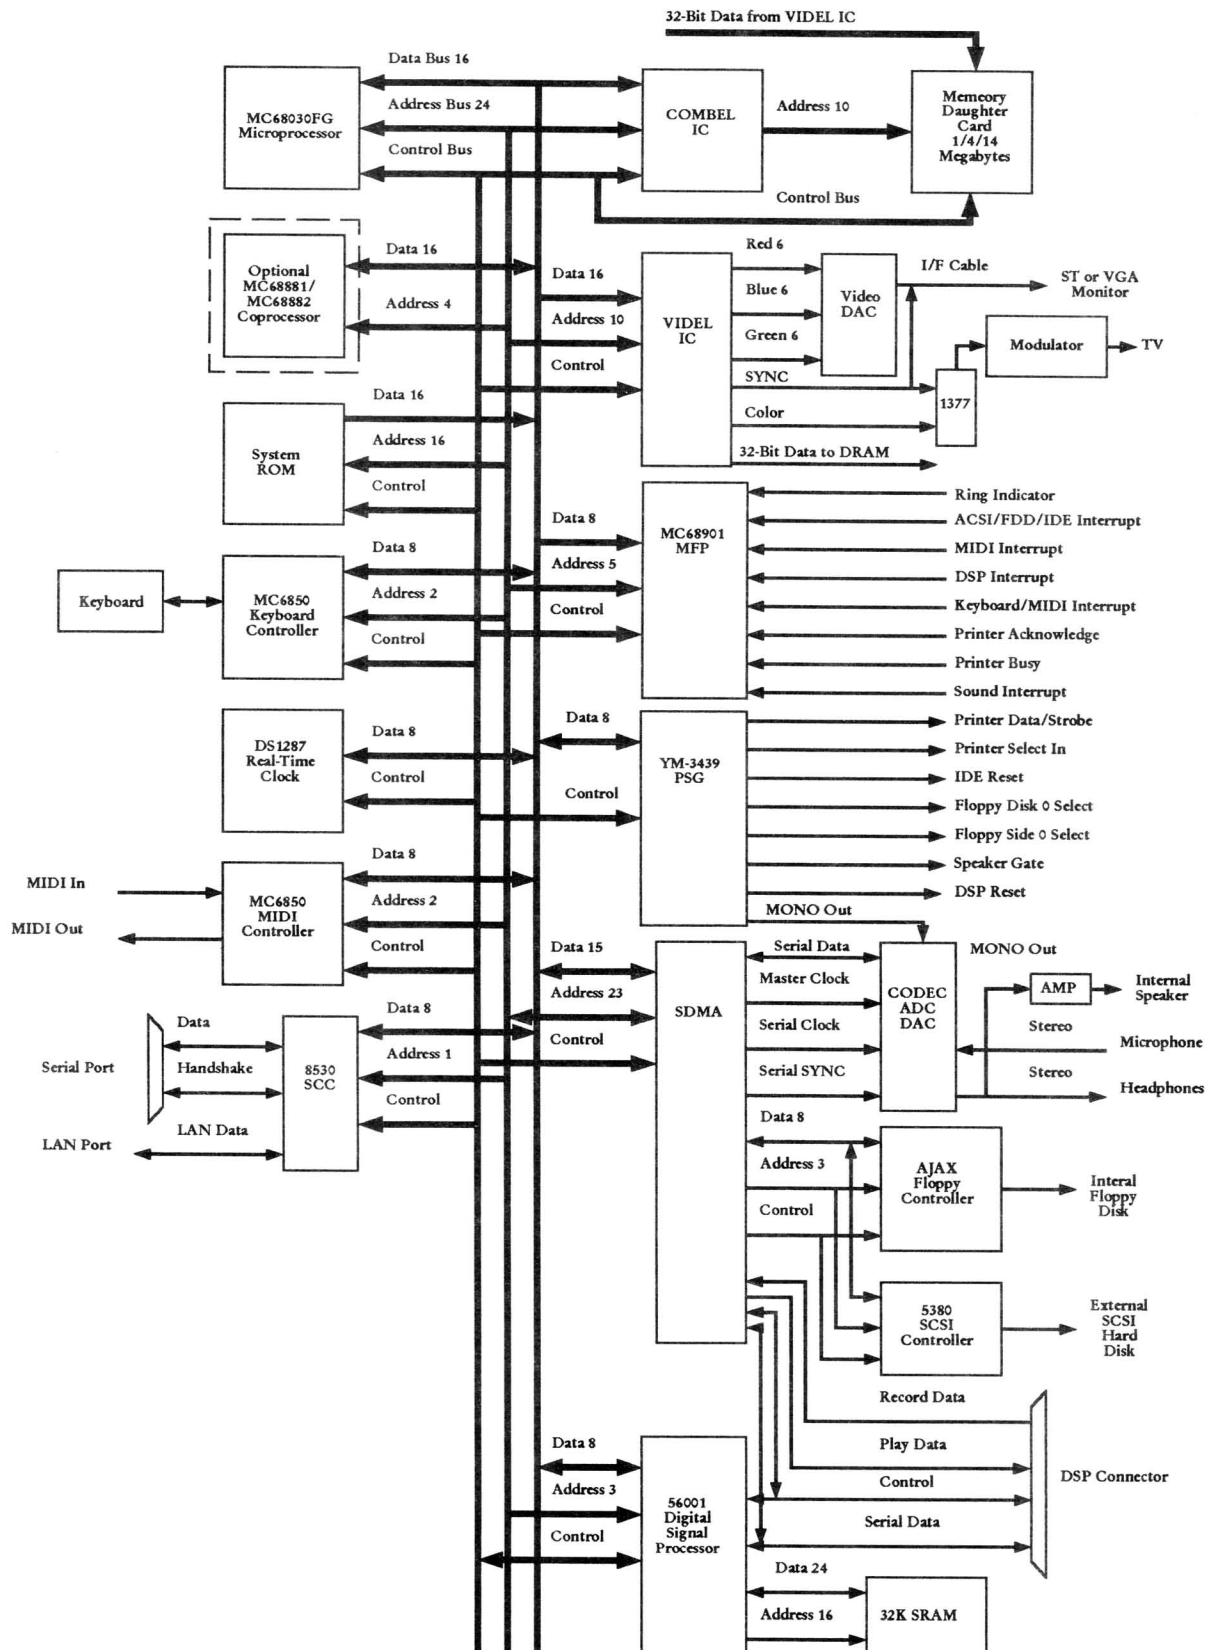 32-Bit Data from VIDEL IC
Data Bus 16
MC68030FG
Microprocessor
Address Bus 24
Control Bus
COMBEL
IC
Address 10
Memeory
Daughter
Card
1/4/14
Megabytes
Control Bus
Optional
MC68881/
MC68882
Coprocessor
Data 16
Address 4
Data 16
Address 10
Control
VIDEL
IC
Red 6
Blue 6
Green 6
SYNC
Color
32-Bit Data to DRAM
Video
DAC
I/F Cable
ST or VGA
Monitor
Modulator
TV
1377
System
ROM
Data 16
Address 16
Control
Data 8
Address 5
Control
MC68901
MFP
Ring Indicator
ACSI/FDD/IDE Interrupt
MIDI Interrupt
DSP Interrupt
Keyboard/MIDI Interrupt
Printer Acknowledge
Printer Busy
Sound Interrupt
Keyboard
MC6850
Keyboard
Controller
Data 8
Address 2
Control
DS1287
Real-Time
Clock
Data 8
Control
Data 8
Control
YM-3439
PSG
Printer Data/Strobe
Printer Select In
IDE Reset
Floppy Disk 0 Select
Floppy Side 0 Select
Speaker Gate
DSP Reset
MONO Out
MIDI In
MIDI Out
MC6850
MIDI
Controller
Data 8
Address 2
Control
Data 15
Address 23
Control
SDMA
Serial Data
Master Clock
Serial Clock
Serial SYNC
CODEC
ADC
DAC
MONO Out
AMP
Internal
Speaker
Stereo
Microphone
Stereo
Headphones
Serial Port
Data
Handshake
LAN Port
LAN Data
8530
SCC
Data 8
Address 1
Control
Data 8
Address 3
Control
AJAX
Floppy
Controller
Interal
Floppy
Disk
5380
SCSI
Controller
External
SCSI
Hard
Disk
Record Data
Play Data
Control
Serial Data
DSP Connector
Data 8
Address 3
Control
56001
Digital
Signal
Processor
Data 24
Address 16
32K SRAM